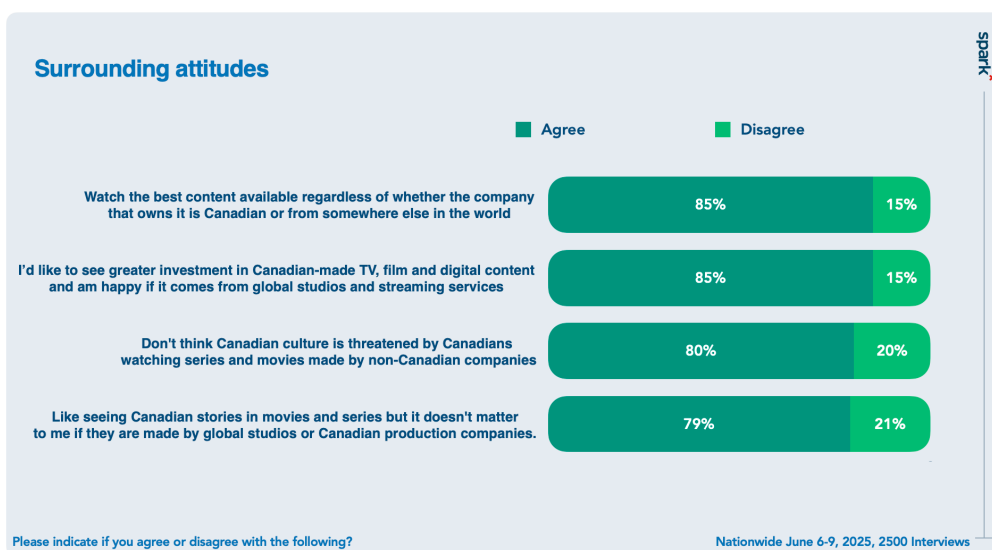 Surrounding attitudes
spark
Agree
Disagree
Watch the best content available regardless of whether the company
that owns it is Canadian or from somewhere else in the world
85%
15%
I'd like to see greater investment in Canadian-made TV, film and digital content
and am happy if it comes from global studios and streaming services
85%
15%
Don't think Canadian culture is threatened by Canadians
watching series and movies made by non-Canadian companies
80%
20%
Like seeing Canadian stories in movies and series but it doesn't matter
to me if they are made by global studios or Canadian production companies.
79%
21%
Please indicate if you agree or disagree with the following?
Nationwide June 6-9, 2025, 2500 Interviews